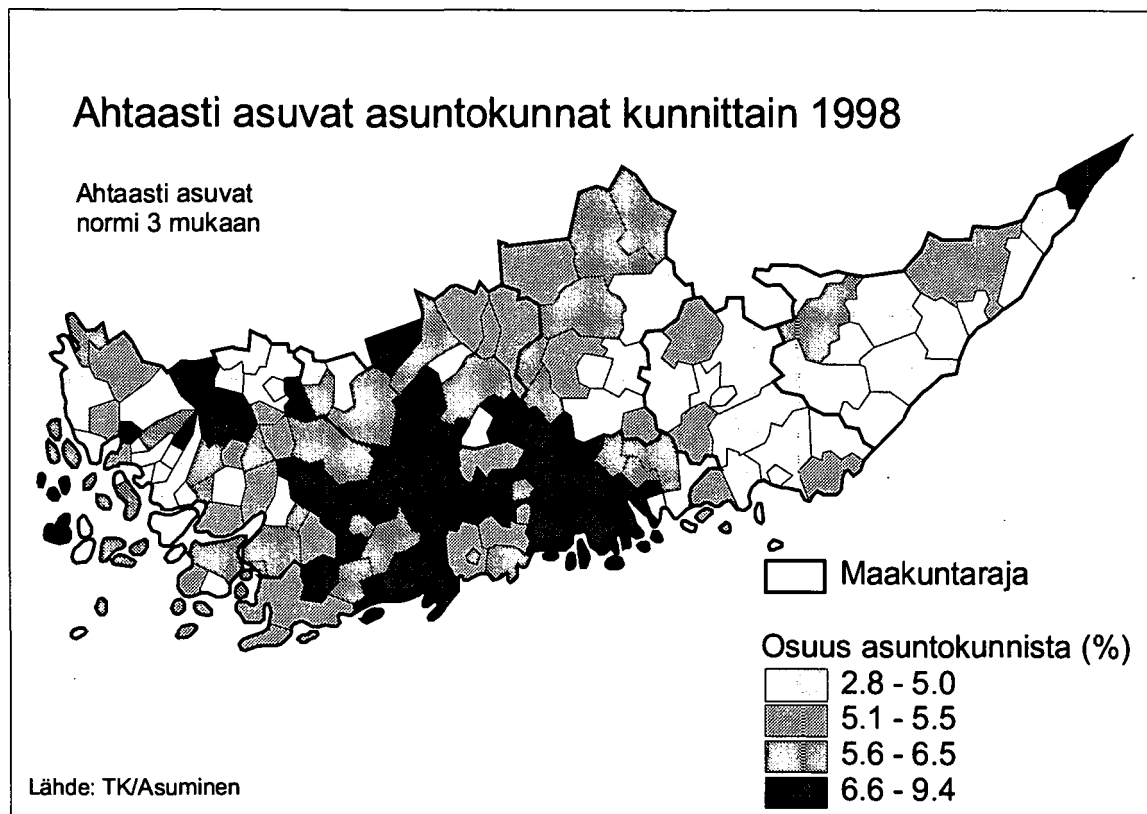 Ahtaasti asuvat asuntokunnat kunnittain 1998
Ahtaasti asuvat
normi 3 mukaan
Maakuntaraja
Osuus asuntokunnista (%)
2.8 - 5.0
5.1 - 5.5
5.6 - 6.5
6.6 - 9.4
Lähde: TK/Asuminen